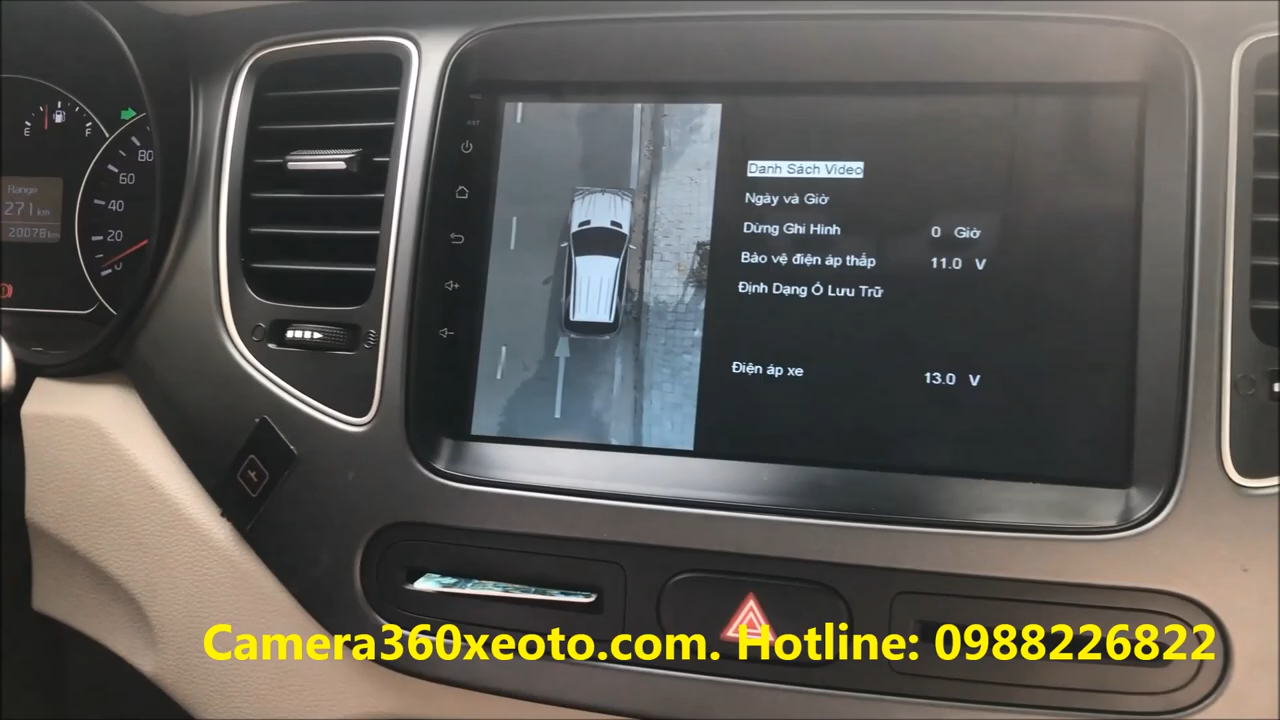 E F
Range
271 km
20078 km
80
60
40
20
0
RST
Danh Sách Video
Ngày và Giờ
Dừng Ghi Hình 0 Giờ
Bảo vệ điện áp thấp 11.0 V
Định Dạng Ổ Lưu Trữ
Điện áp xe 13.0 V
Camera360xeoto.com. Hotline: 0988226822